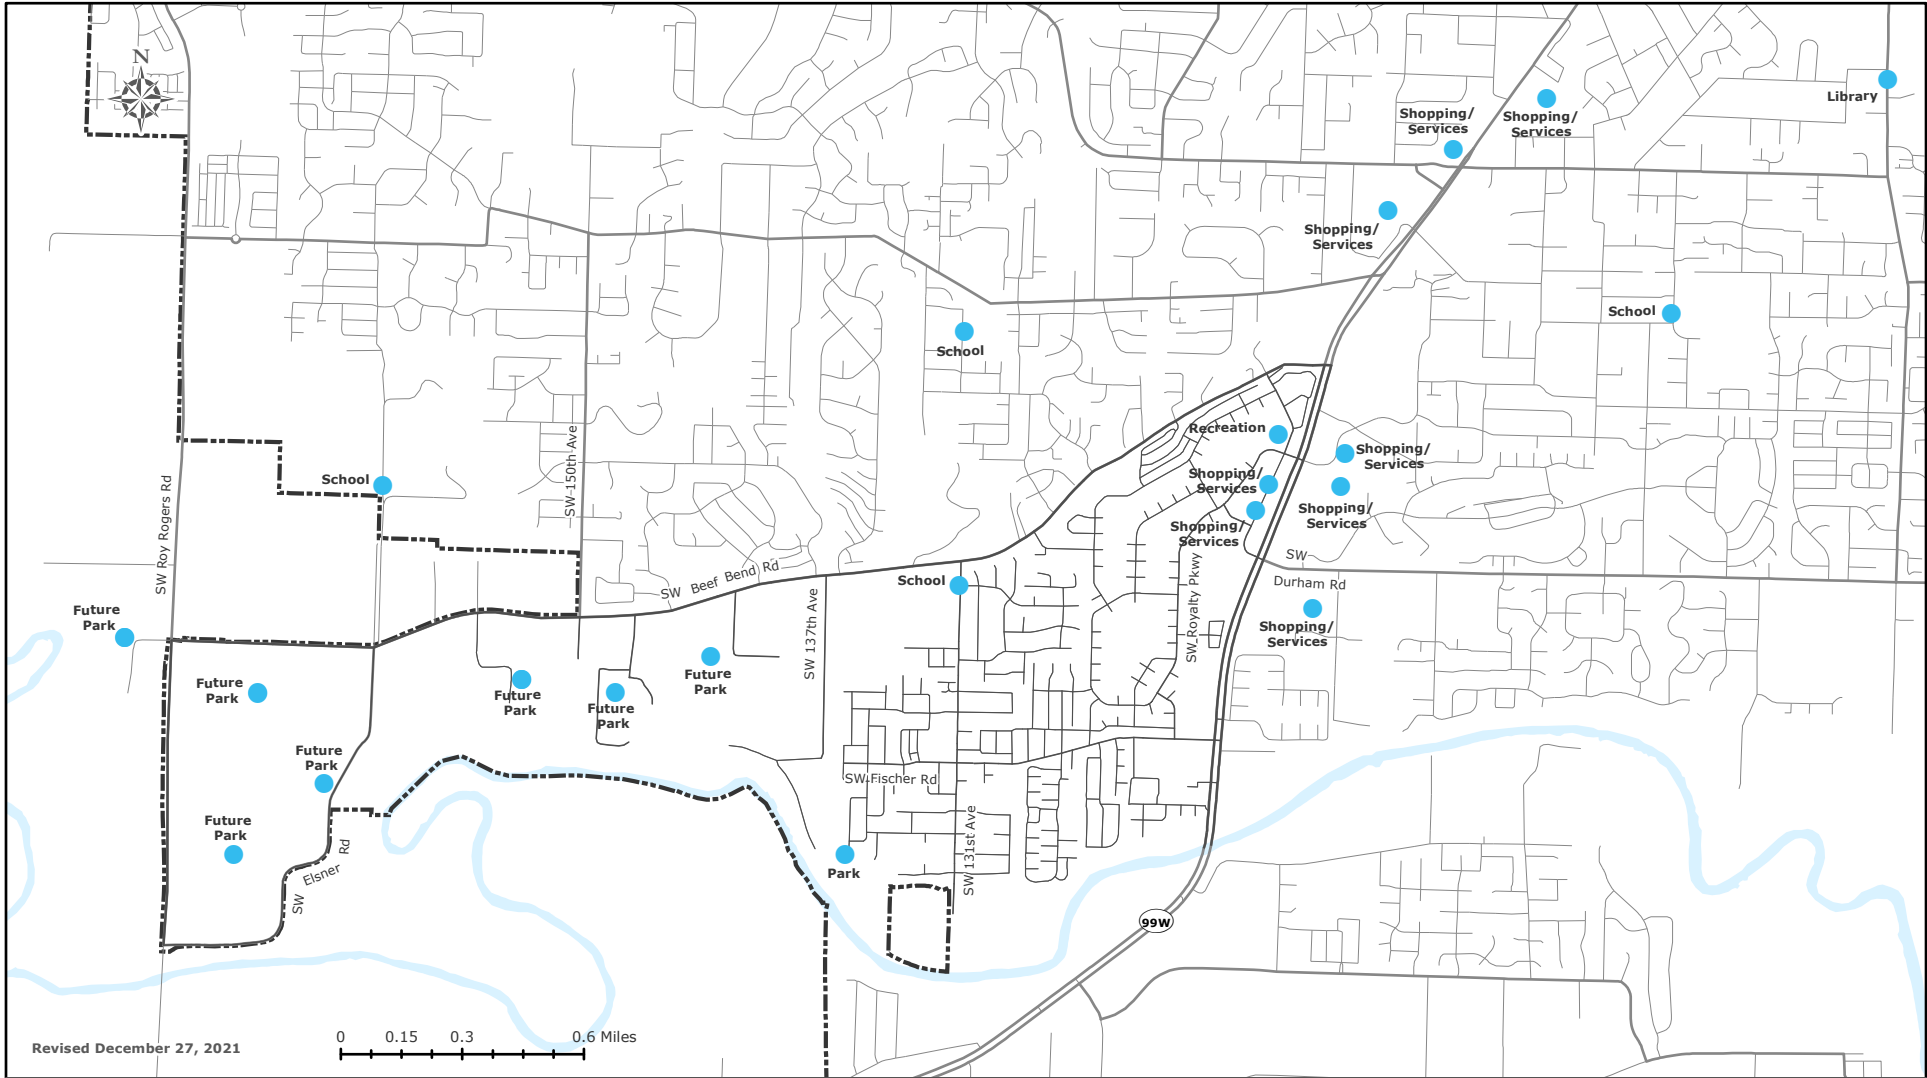 N
Library
Shopping/
Services
Shopping/
Services
Shopping/
Services
School
School
Recreation
Shopping/
Services
Shopping/
Services
Shopping/
Services
Shopping/
Services
SW 150th Ave
School
SW Roy Rogers Rd
SW
Durham Rd
SW Beef Bend Rd
School
SW 137th Ave
SW Royalty Pkwy
Future
Park
Shopping/
Services
Future
Park
Future
Park
Future
Park
Future
Park
Future
Park
SW Fischer Rd
Future
Park
SW 131st Ave
Park
SW Elsner Rd
99W
0 0.15 0.3 0.6 Miles
Revised December 27, 2021